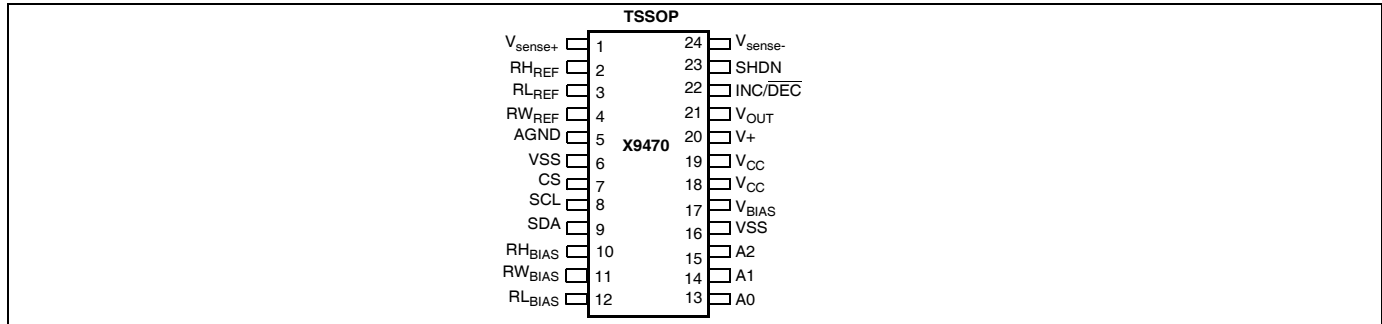 TSSOP
Vsense+ 1 24 Vsense-
RHREF 2 23 SHDN
RLREF 3 22 INC/DEC
RWREF 4 21 VOUT
AGND 5 X9470 20 V+
VSS 6 19 VCC
CS 7 18 VCC
SCL 8 17 VBIAS
SDA 9 16 VSS
RHBIAS 10 15 A2
RWBIAS 11 14 A1
RLBIAS 12 13 A0